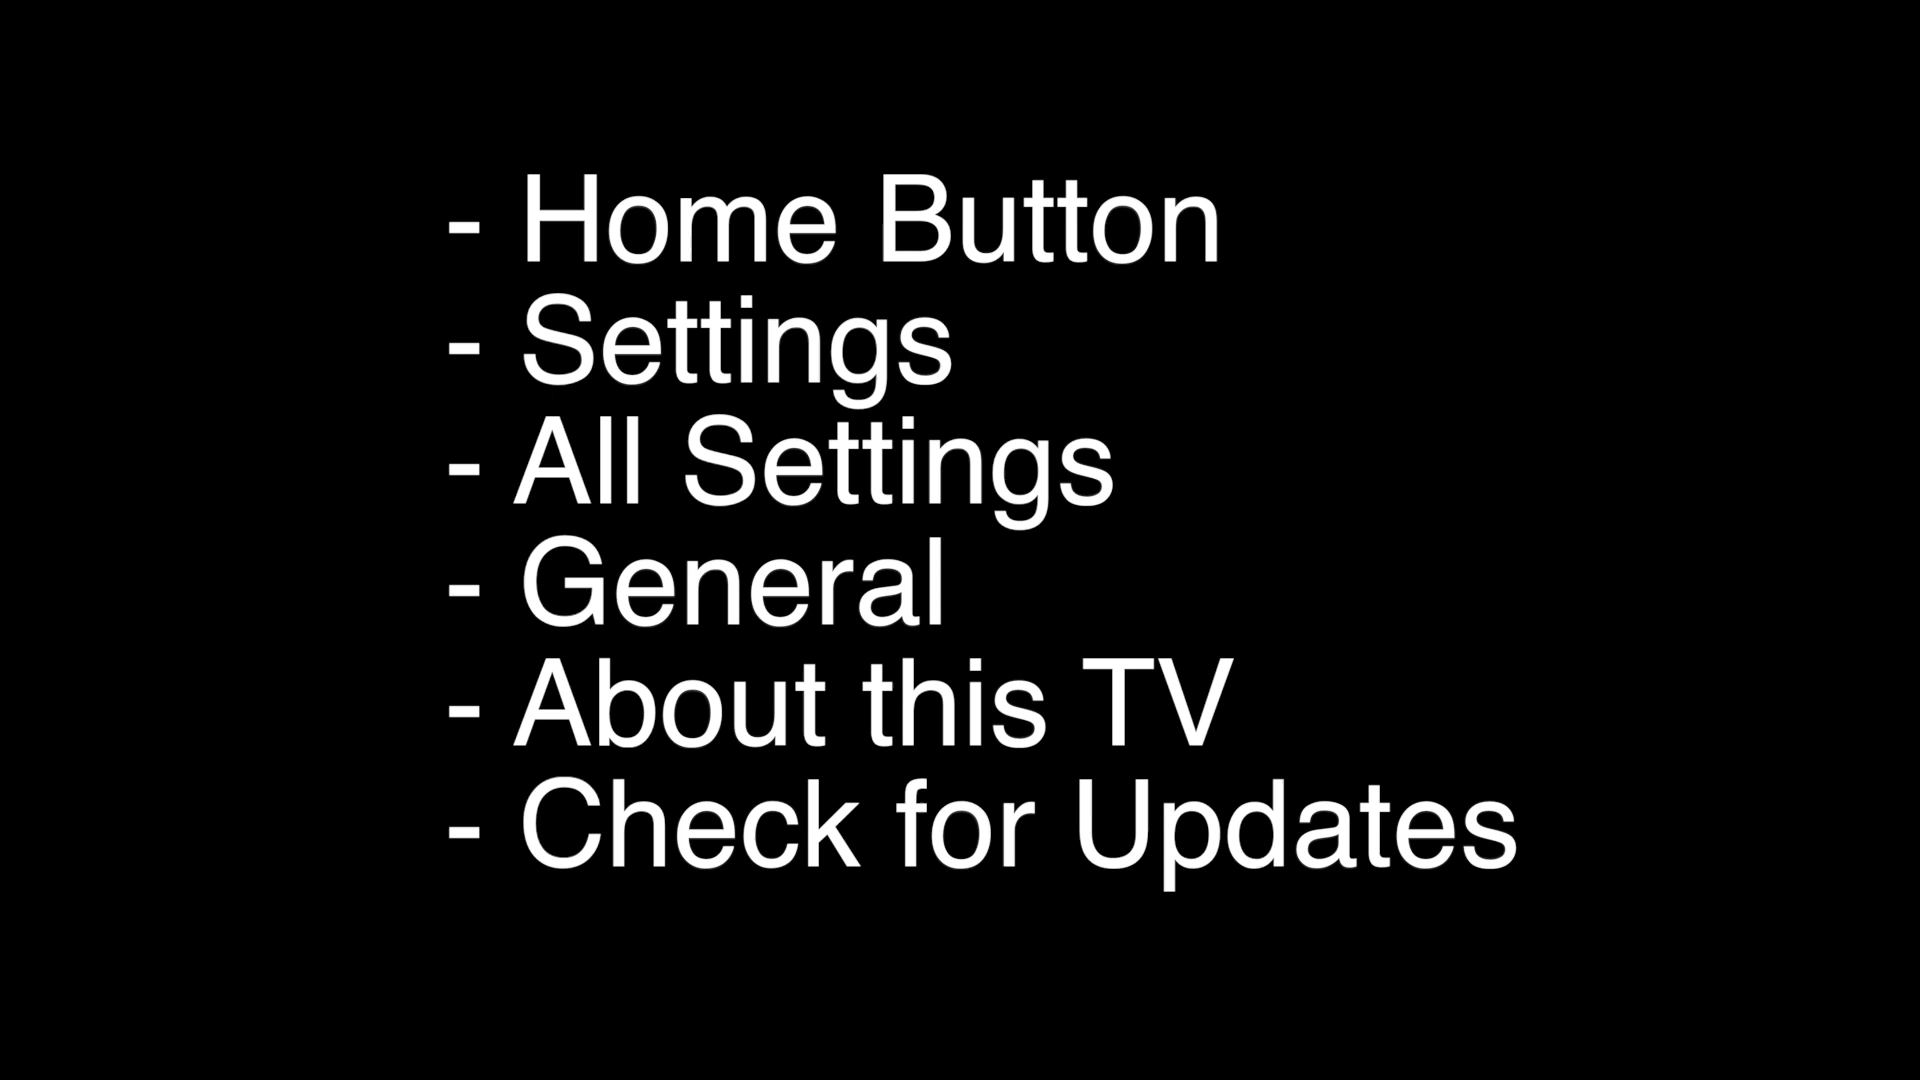 - Home Button
- Settings
- All Settings
- General
- About this TV
- Check for Updates